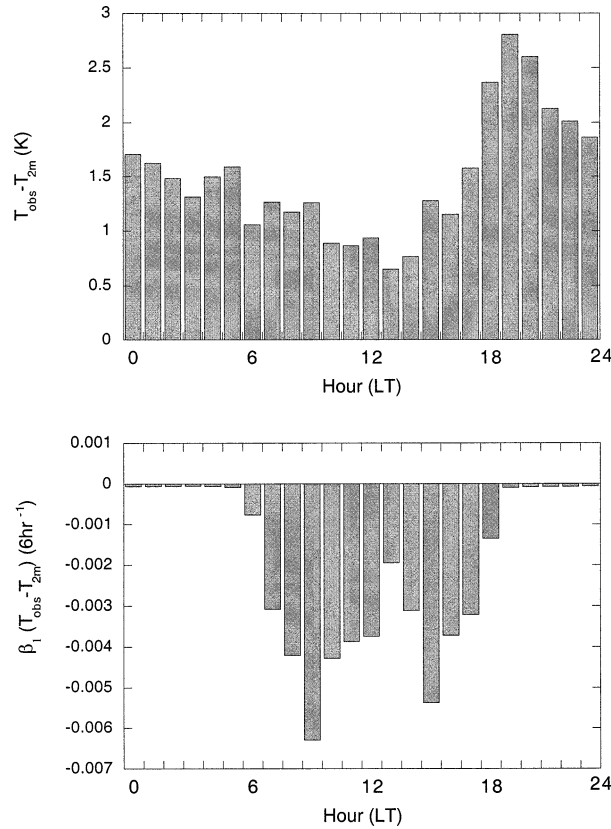 3
2.5
2
1.5
1
0.5
0
T_obs-T_2m (K)
0 6 12 18 24
Hour (LT)
0.001
0
-0.001
-0.002
-0.003
-0.004
-0.005
-0.006
-0.007
β_1 (T_obs-T_2m) (6hr^-1)
0 6 12 18 24
Hour (LT)